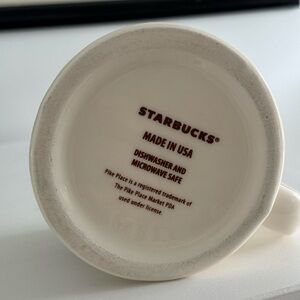 STARBUCKS®
MADE IN USA
DISHWASHER AND
MICROWAVE SAFE
Pike Place is a registered trademark of
The Pike Place Market PDA
used under license.